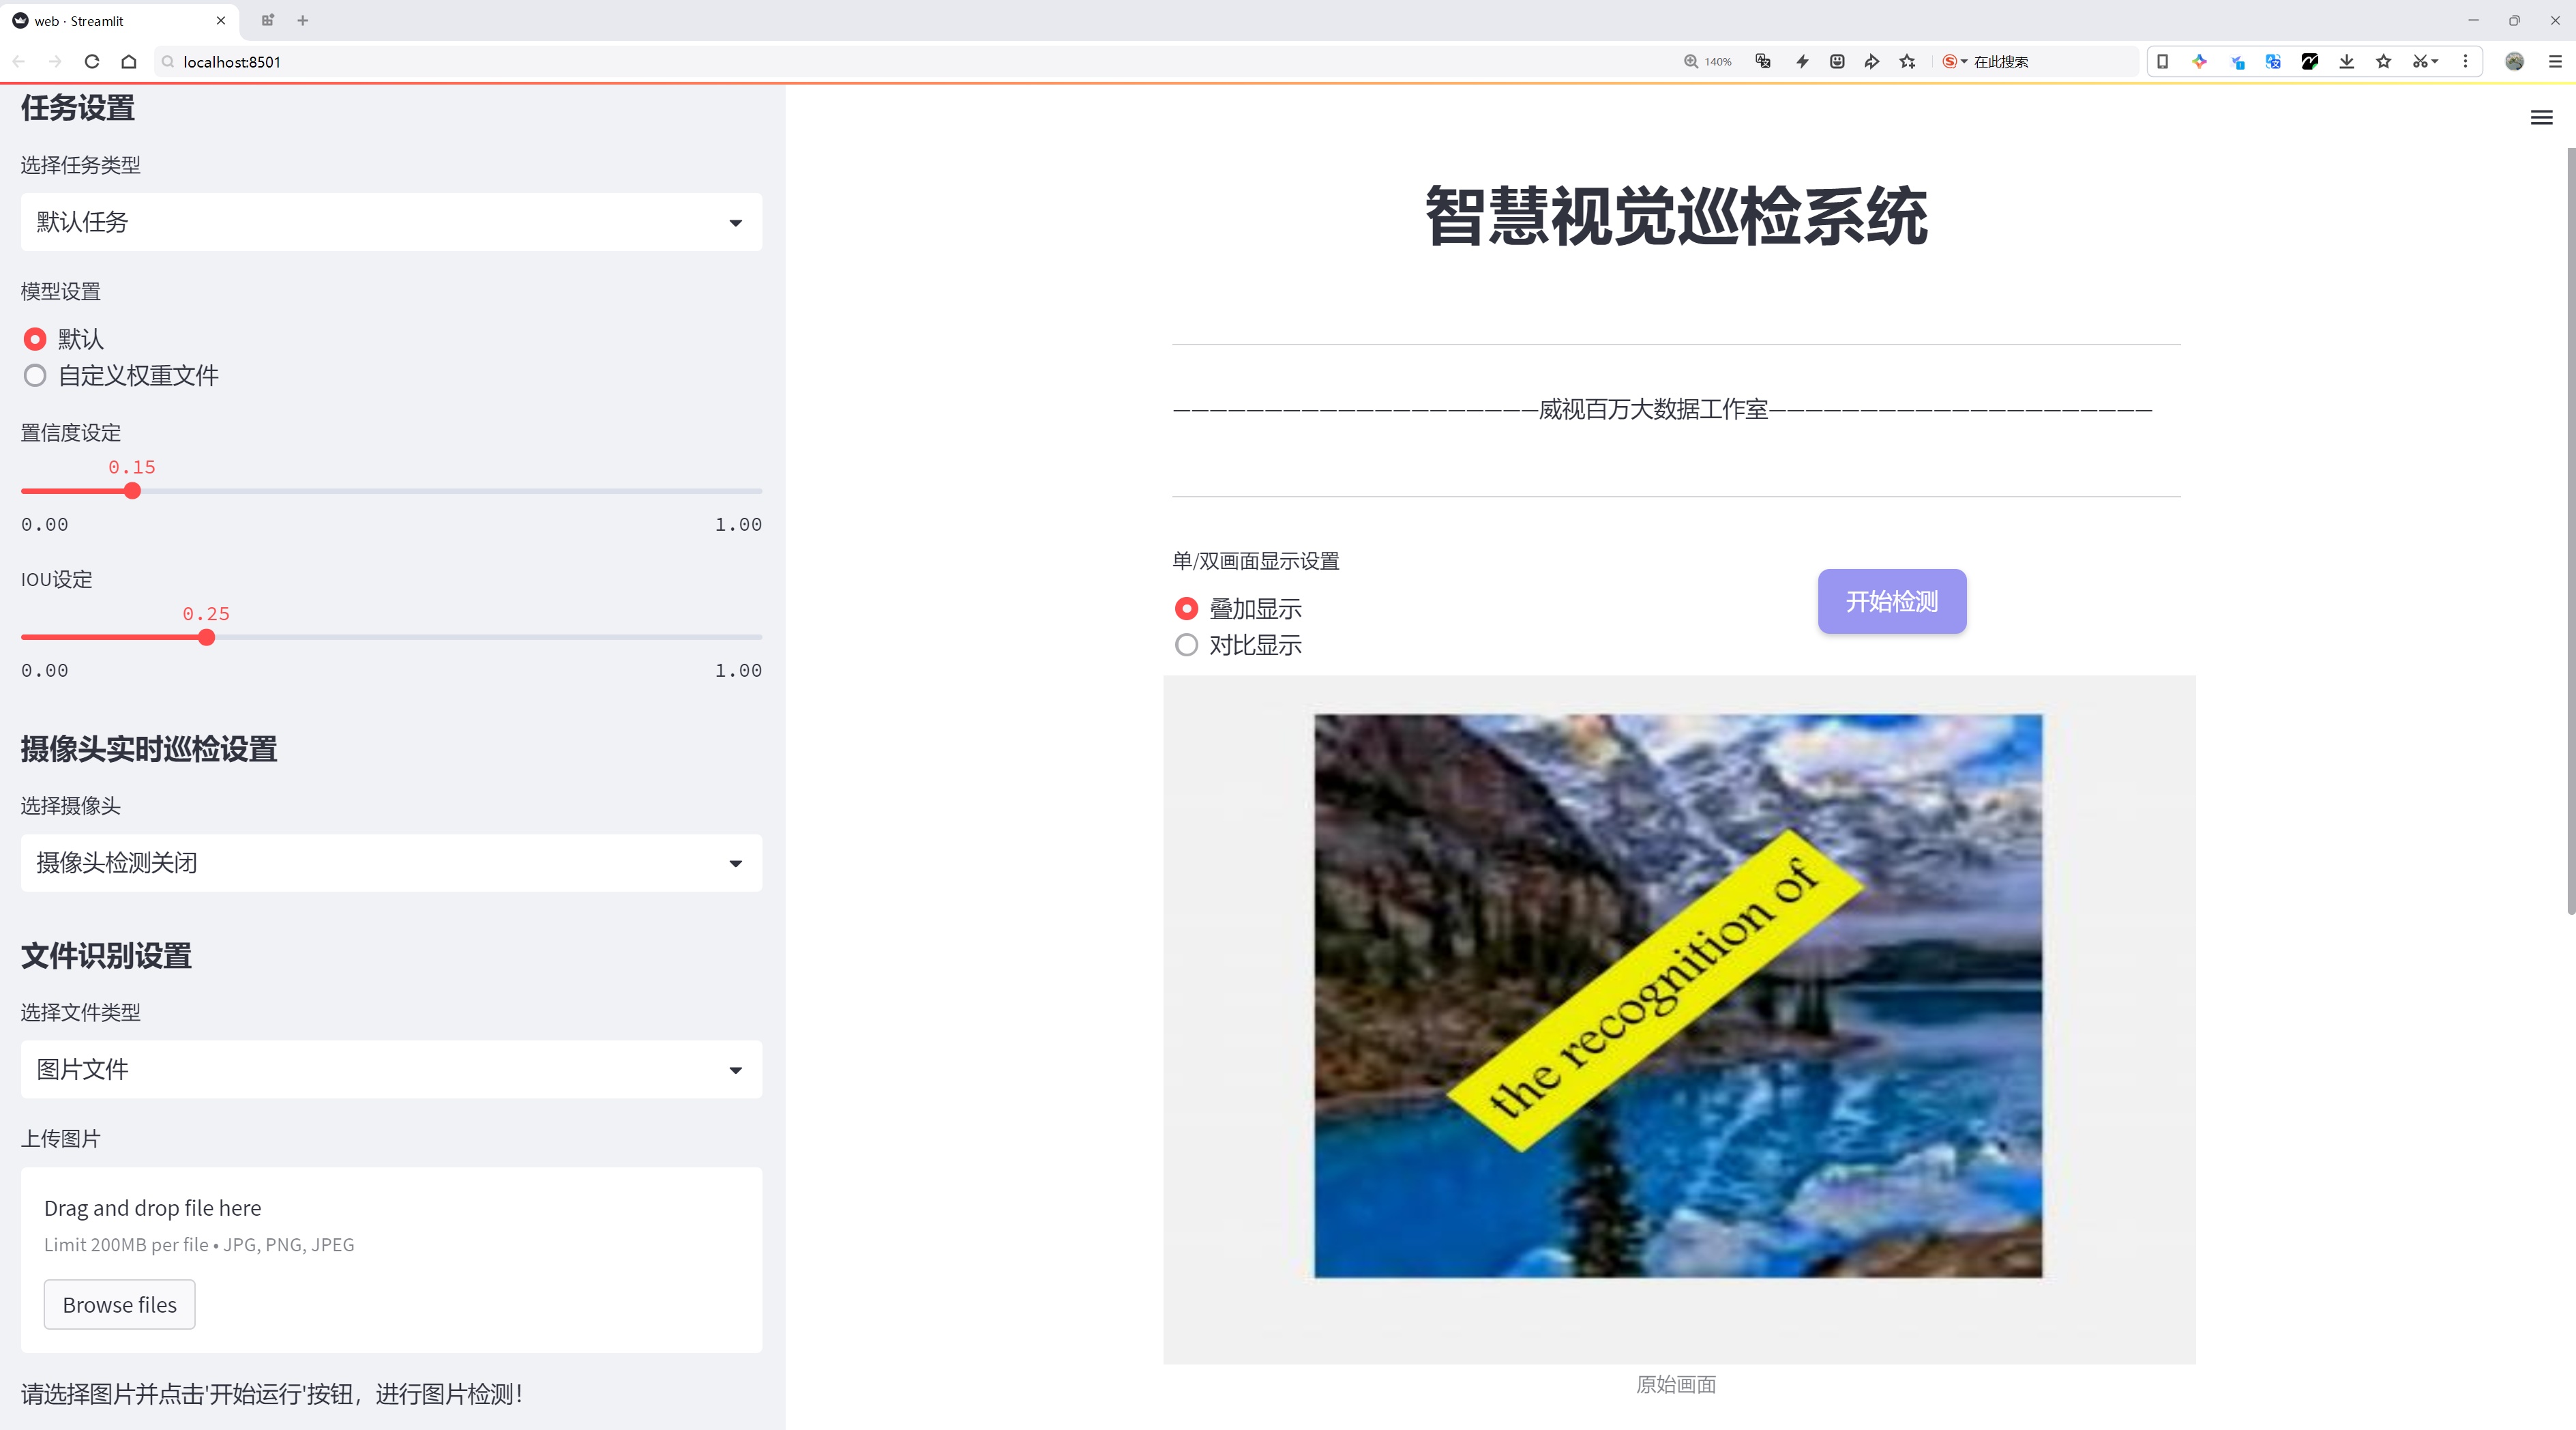 web · Streamlit
localhost:8501
140%
在此搜索
任务设置
选择任务类型
默认任务
模型设置
默认
自定义权重文件
置信度设定
0.15
0.00 1.00
IOU设定
0.25
0.00 1.00
摄像头实时巡检设置
选择摄像头
摄像头检测关闭
文件识别设置
选择文件类型
图片文件
上传图片
Drag and drop file here
Limit 200MB per file • JPG, PNG, JPEG
Browse files
请选择图片并点击'开始运行'按钮，进行图片检测！
智慧视觉巡检系统
—————————————————————威视百万大数据工作室—————————————————————
单/双画面显示设置
叠加显示
对比显示
开始检测
the recognition of
原始画面